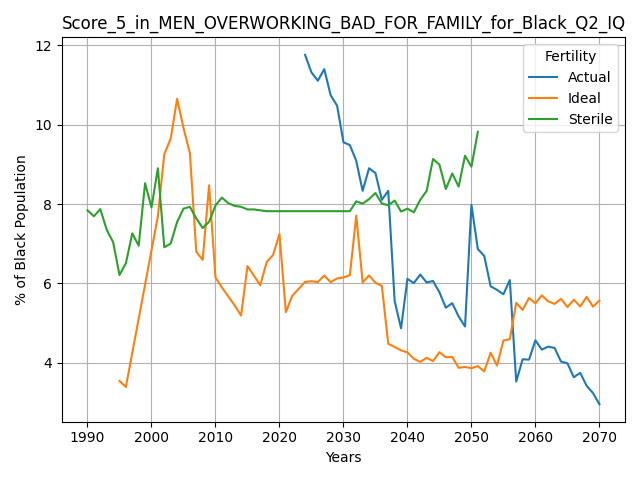 Score_5_in_MEN_OVERWORKING_BAD_FOR_FAMILY_for_Black_Q2_IQ
12
10
8
6
4
% of Black Population
Fertility
Actual
Ideal
Sterile
1990 2000 2010 2020 2030 2040 2050 2060 2070
Years